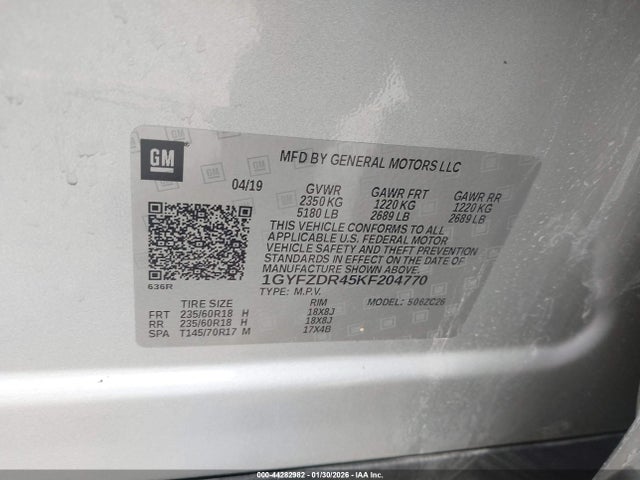 GM
MFD BY GENERAL MOTORS LLC
04/19 GVWR GAWR FRT GAWR RR
2350 KG 1220 KG 1220 KG
5180 LB 2689 LB 2689 LB
THIS VEHICLE CONFORMS TO ALL
APPLICABLE U.S. FEDERAL MOTOR
VEHICLE SAFETY AND THEFT PREVENTION
STANDARDS IN EFFECT ON THE DATE OF
MANUFACTURE SHOWN ABOVE.
636R
1GYFZDR45KF204770
TYPE: M.P.V. MODEL: 506ZC26
TIRE SIZE RIM
FRT 235/60R18 H 18X8J
RR 235/60R18 H 18X8J
SPA T145/70R17 M 17X4B
000-44282982 | 01/30/2026 - Copyright © IAA Inc.